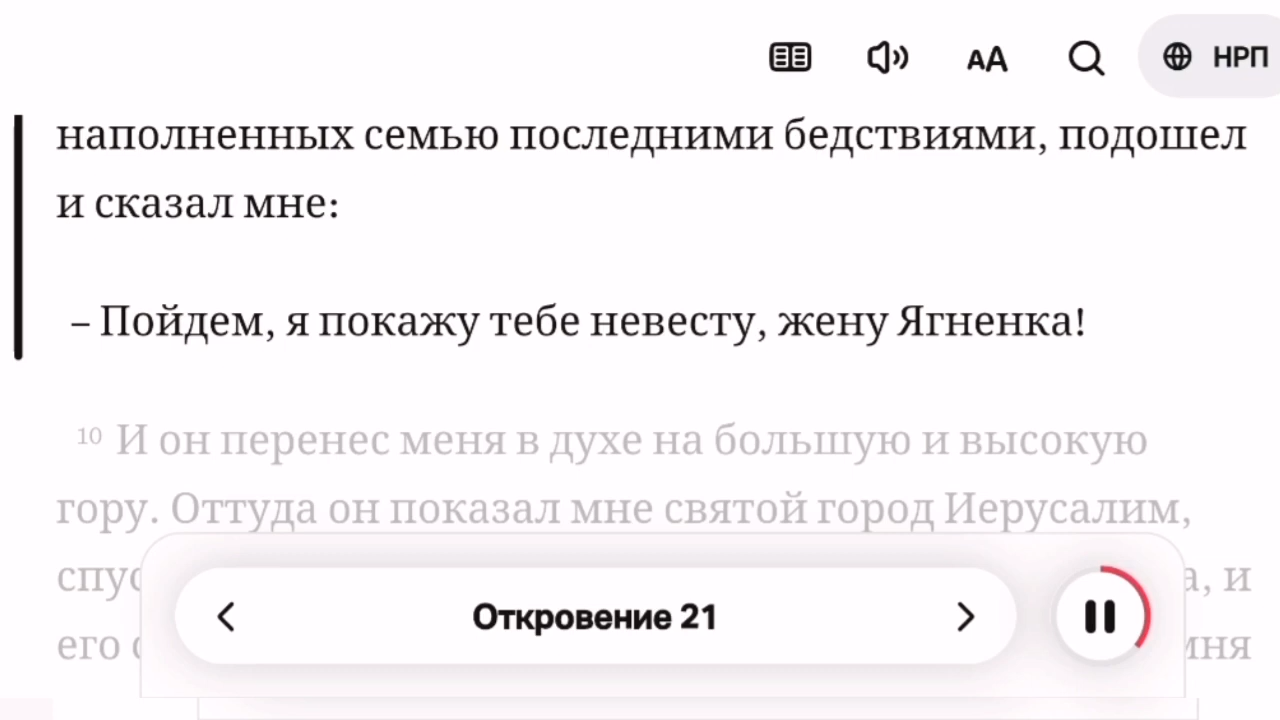 НРП
наполненных семью последними бедствиями, подошел
и сказал мне:
– Пойдем, я покажу тебе невесту, жену Ягненка!
10 И он перенес меня в духе на большую и высокую
гору. Оттуда он показал мне святой город Иерусалим,
и
его
Откровение 21